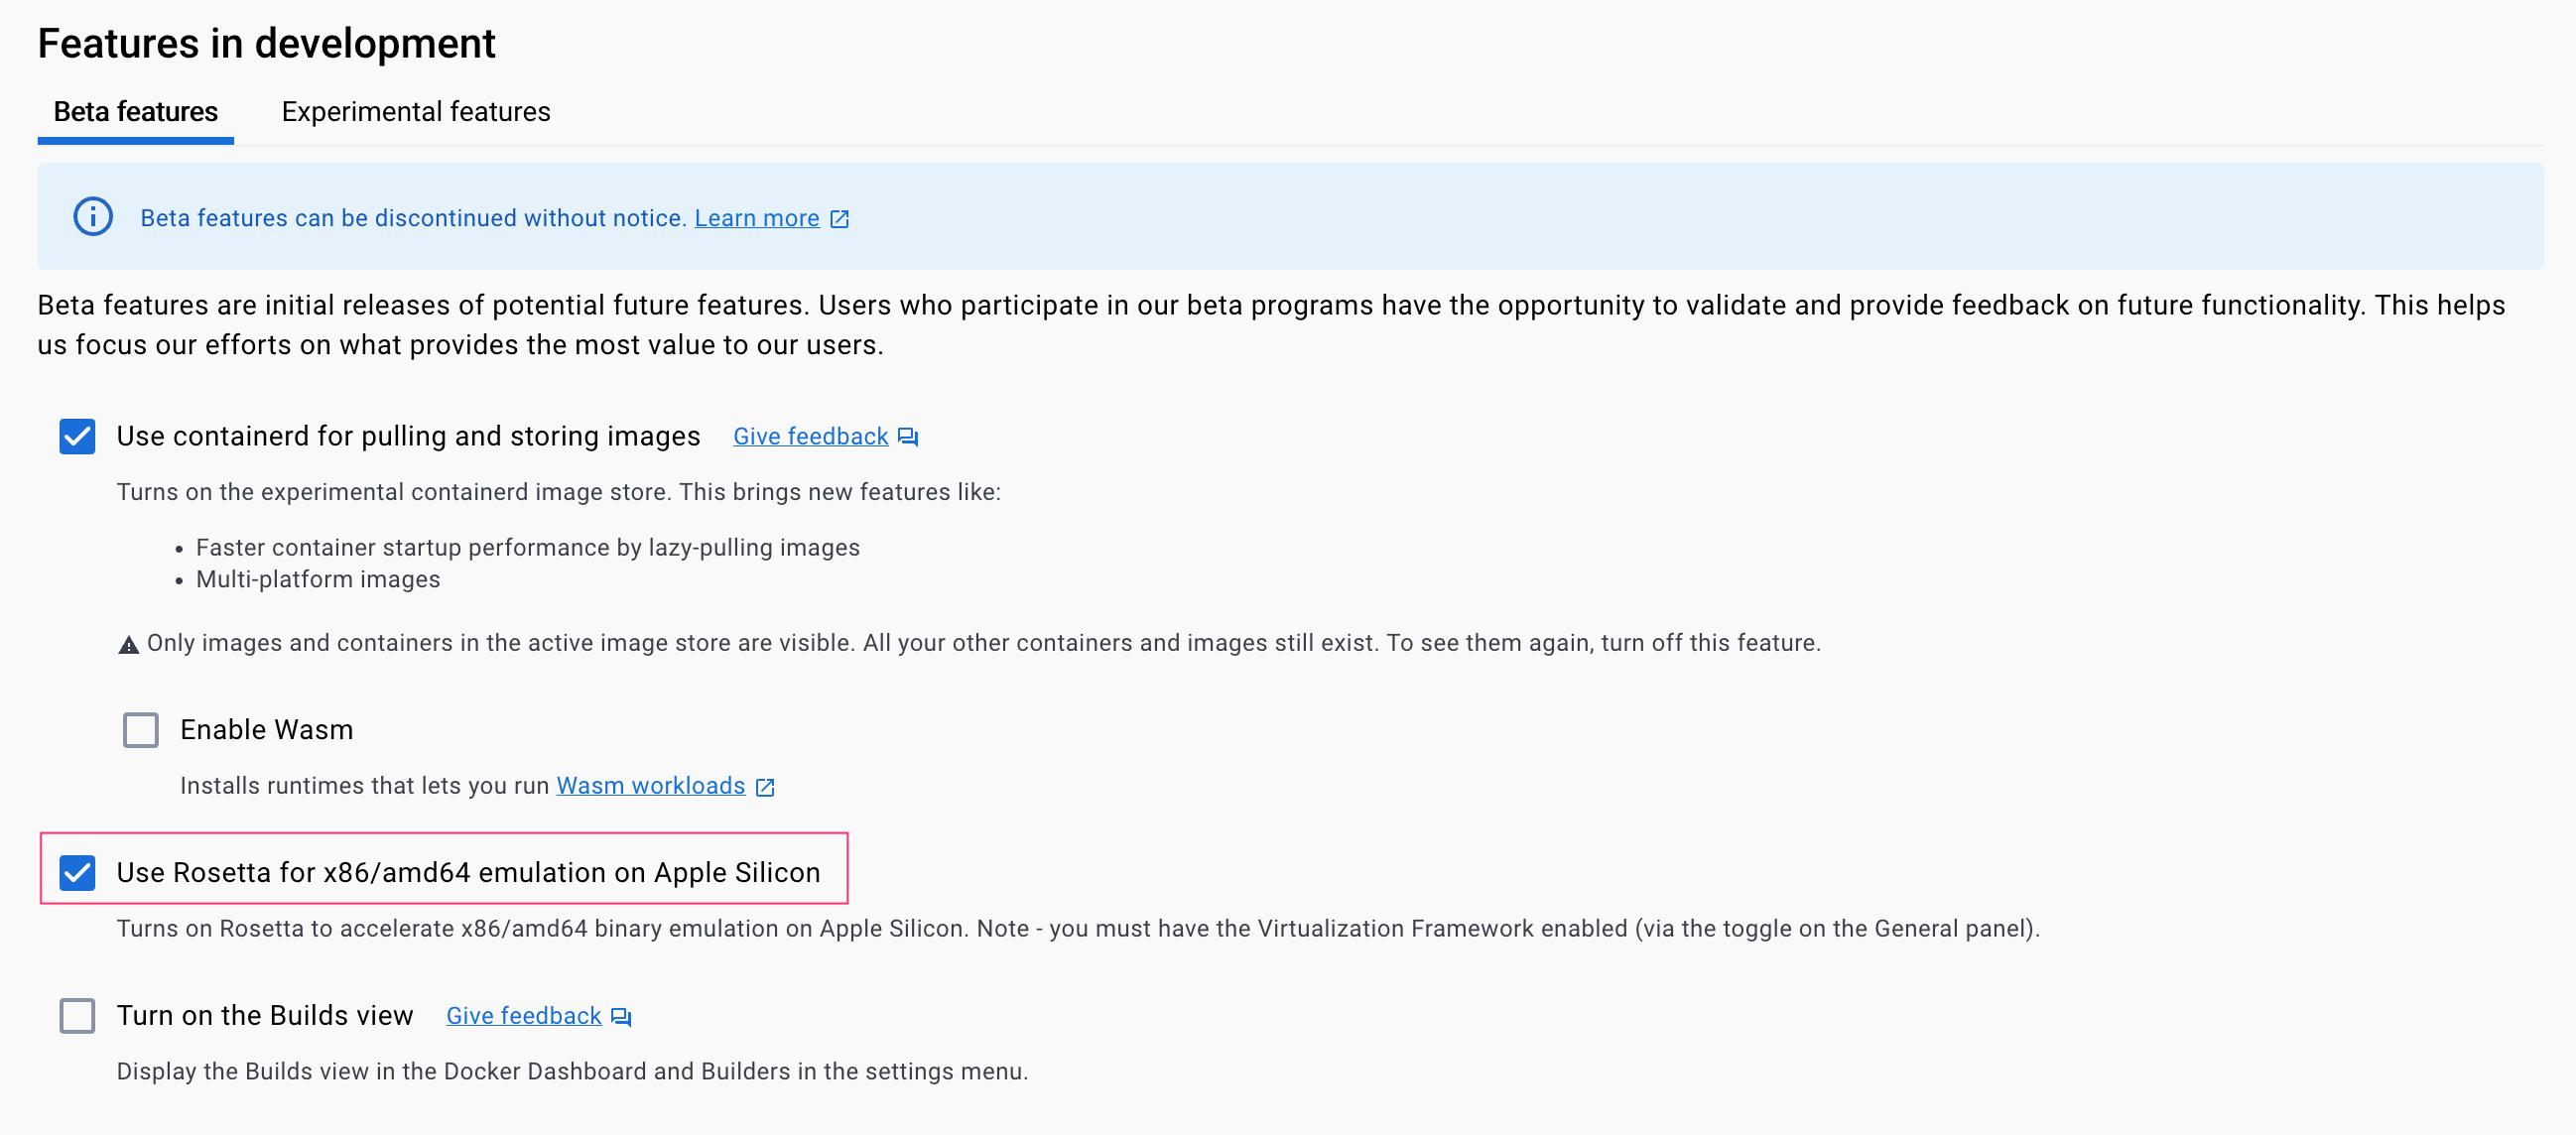 Features in development
Beta features
Experimental features
Beta features can be discontinued without notice. Learn more
Beta features are initial releases of potential future features. Users who participate in our beta programs have the opportunity to validate and provide feedback on future functionality. This helps
us focus our efforts on what provides the most value to our users.
Use containerd for pulling and storing images Give feedback
Turns on the experimental containerd image store. This brings new features like:
• Faster container startup performance by lazy-pulling images
• Multi-platform images
Only images and containers in the active image store are visible. All your other containers and images still exist. To see them again, turn off this feature.
Enable Wasm
Installs runtimes that lets you run Wasm workloads
Use Rosetta for x86/amd64 emulation on Apple Silicon
Turns on Rosetta to accelerate x86/amd64 binary emulation on Apple Silicon. Note - you must have the Virtualization Framework enabled (via the toggle on the General panel).
Turn on the Builds view Give feedback
Display the Builds view in the Docker Dashboard and Builders in the settings menu.